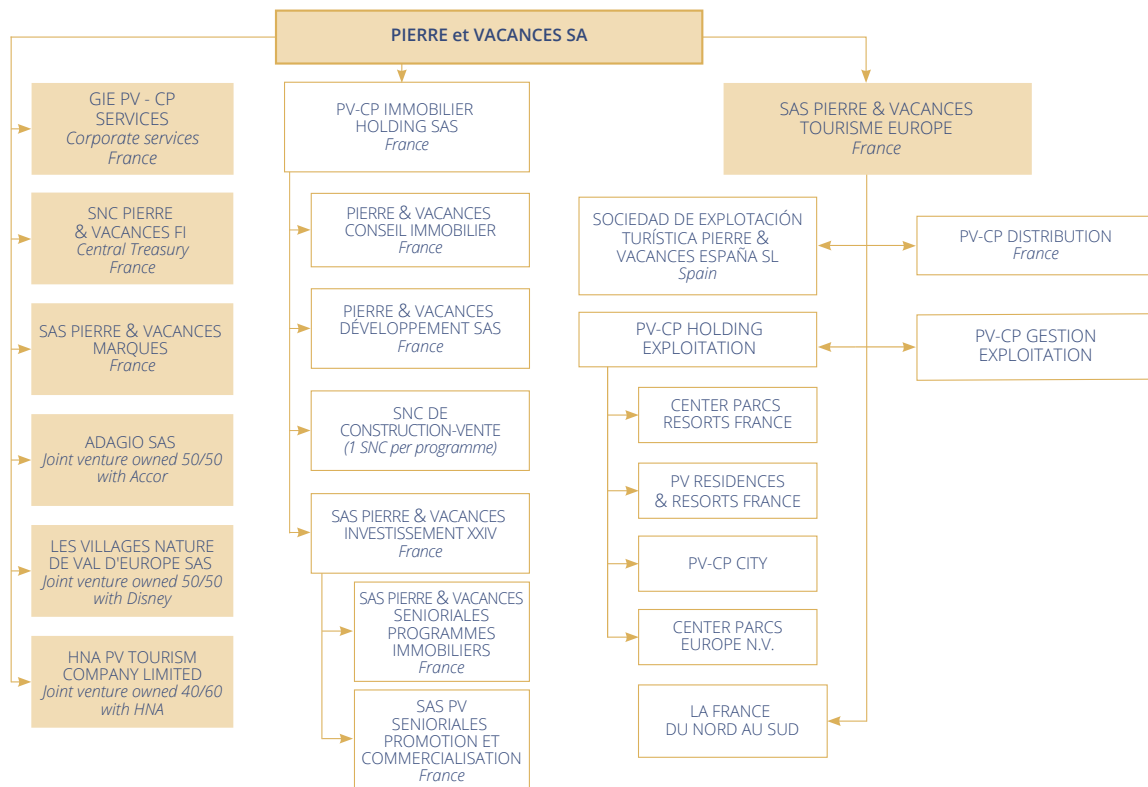 PIERRE et VACANCES SA
GIE PV - CP
SERVICES
Corporate services
France
SNC PIERRE
& VACANCES FI
Central Treasury
France
SAS PIERRE & VACANCES
MARQUES
France
ADAGIO SAS
Joint venture owned 50/50
with Accor
LES VILLAGES NATURE
DE VAL D'EUROPE SAS
Joint venture owned 50/50
with Disney
HNA PV TOURISM
COMPANY LIMITED
Joint venture owned 40/60
with HNA
PV-CP IMMOBILIER
HOLDING SAS
France
PIERRE & VACANCES
CONSEIL IMMOBILIER
France
PIERRE & VACANCES
DÉVELOPPEMENT SAS
France
SNC DE
CONSTRUCTION-VENTE
(1 SNC per programme)
SAS PIERRE & VACANCES
INVESTISSEMENT XXIV
France
SAS PIERRE & VACANCES
SENIORIALES
PROGRAMMES
IMMOBILIERS
France
SAS PV
SENIORIALES
PROMOTION ET
COMMERCIALISATION
France
SAS PIERRE & VACANCES
TOURISME EUROPE
France
SOCIEDAD DE EXPLOTACIÓN
TURÍSTICA PIERRE &
VACANCES ESPAÑA SL
Spain
PV-CP DISTRIBUTION
France
PV-CP HOLDING
EXPLOITATION
PV-CP GESTION
EXPLOITATION
CENTER PARCS
RESORTS FRANCE
PV RESIDENCES
& RESORTS FRANCE
PV-CP CITY
CENTER PARCS
EUROPE N.V.
LA FRANCE
DU NORD AU SUD